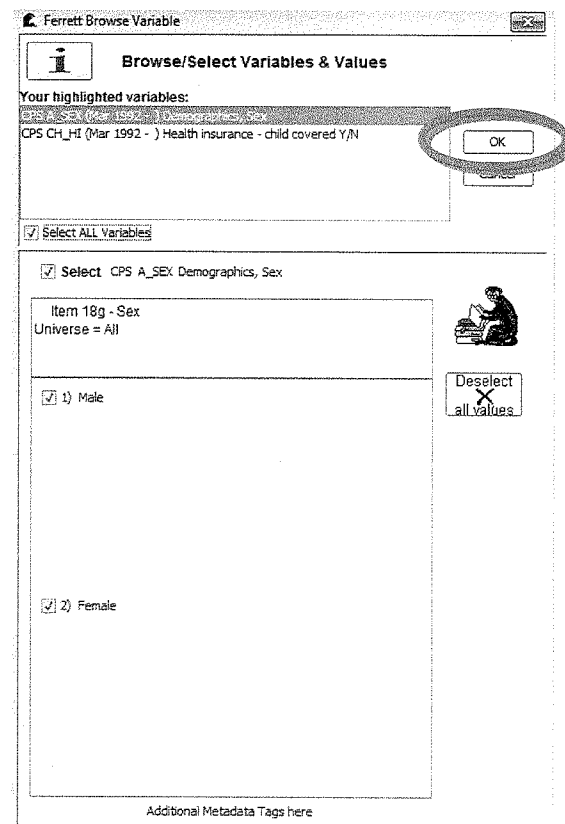 Ferrett Browse Variable
i
Browse/Select Variables & Values
Your highlighted variables:
CPS A_SEX (Mar 1992 - ) Demographics, Sex
CPS CH_HI (Mar 1992 - ) Health insurance - child covered Y/N
OK
Cancel
Select ALL Variables
Select CPS A_SEX Demographics, Sex
Item 18g - Sex
Universe = All
Deselect
X
all values
1) Male
2) Female
Additional Metadata Tags here